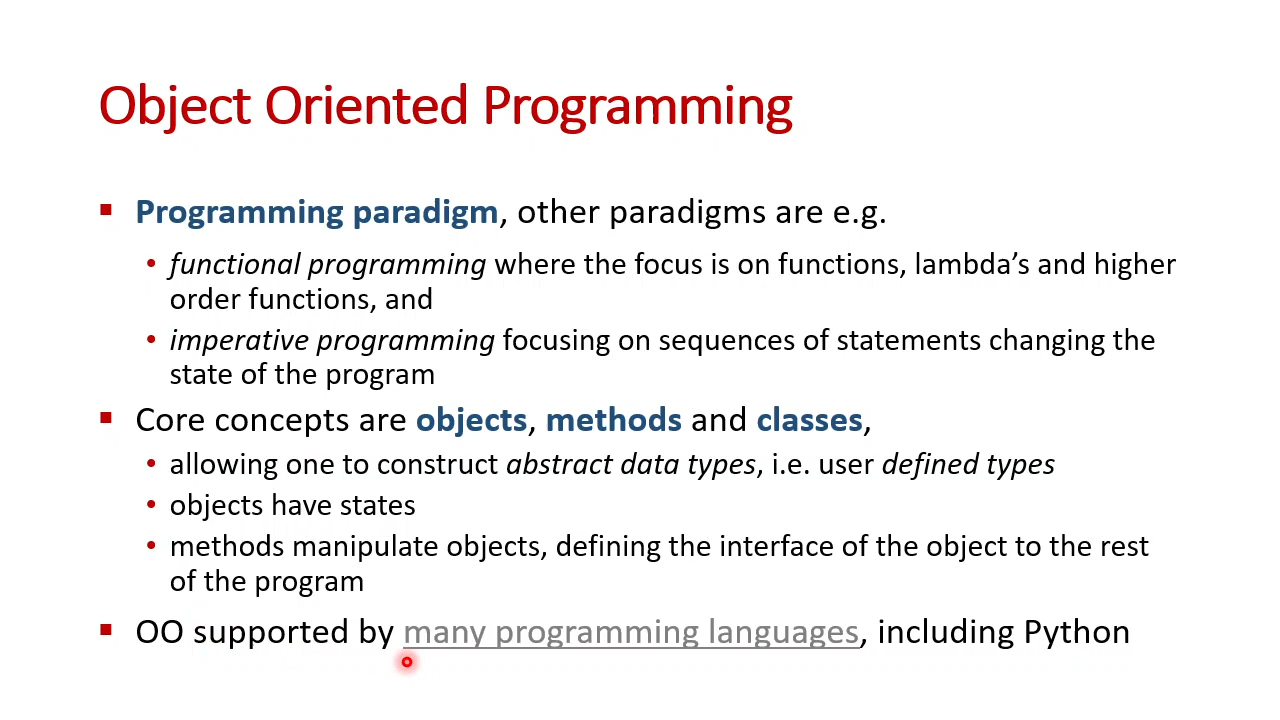 Object Oriented Programming
Programming paradigm, other paradigms are e.g.
functional programming where the focus is on functions, lambda's and higher
order functions, and
imperative programming focusing on sequences of statements changing the
state of the program
Core concepts are objects, methods and classes,
allowing one to construct abstract data types, i.e. user defined types
objects have states
methods manipulate objects, defining the interface of the object to the rest
of the program
OO supported by many programming languages, including Python